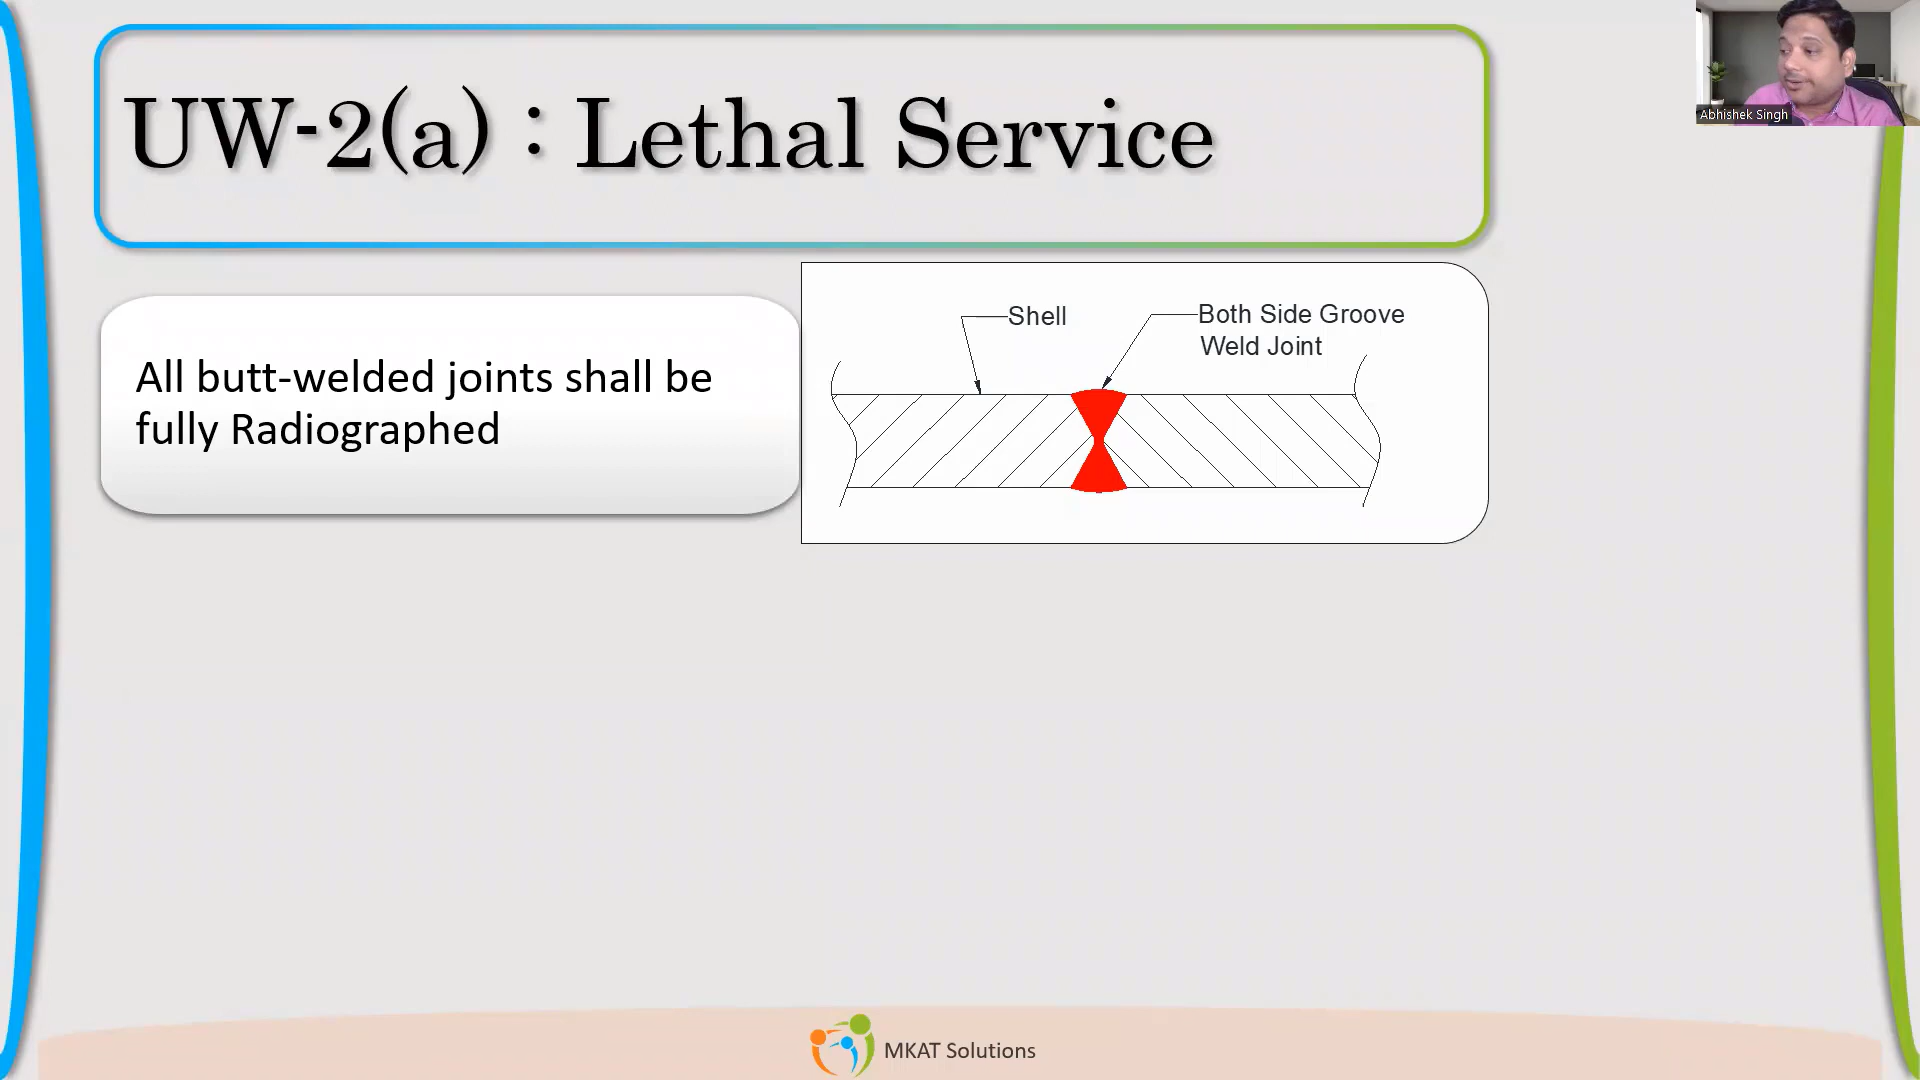 UW-2(a) : Lethal Service
Abhishek Singh
All butt-welded joints shall be
fully Radiographed
Shell
Both Side Groove
Weld Joint
MKAT Solutions